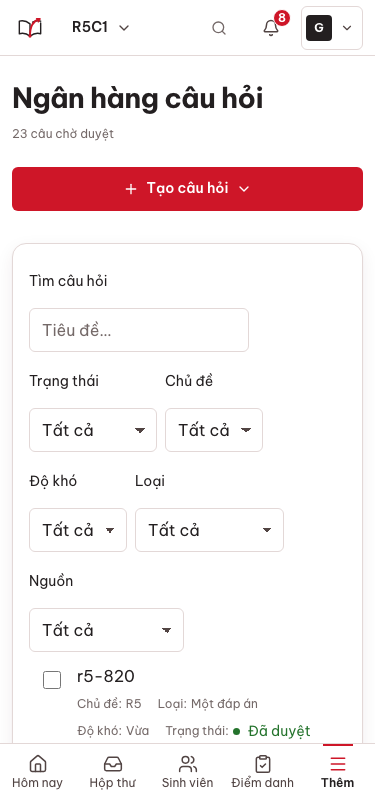 R5C1
8
G
Ngân hàng câu hỏi
23 câu chờ duyệt
Tạo câu hỏi
Tìm câu hỏi
Tiêu đề...
Trạng thái Chủ đề
Tất cả Tất cả
Độ khó Loại
Tất cả Tất cả
Nguồn
Tất cả
r5-820
Chủ đề: R5 Loại: Một đáp án
Độ khó: Vừa Trạng thái: Đã duyệt
Hôm nay Hộp thư Sinh viên Điểm danh Thêm